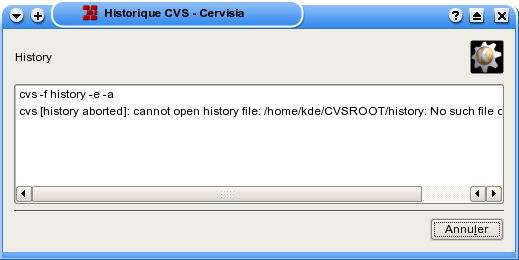 Historique CVS - Cervisia
History
cvs -f history -e -a
cvs [history aborted]: cannot open history file: /home/kde/CVSROOT/history: No such file
Annuler